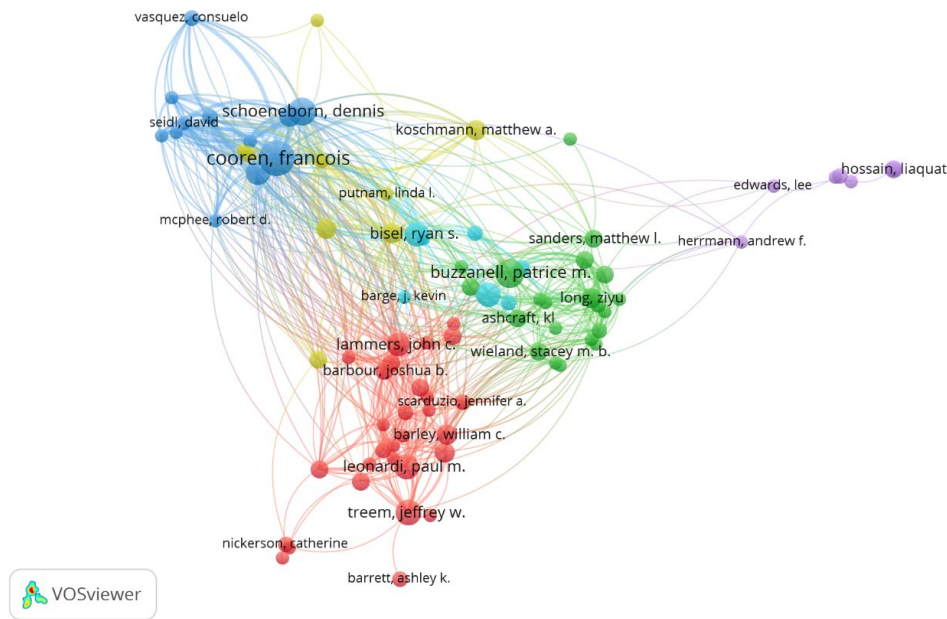 vasquez, consuelo
schoeneborn, dennis
seidl, david
koschmann, matthew a.
cooren, francois
hossain, liaquat
edwards, lee
putnam, linda l.
mcphee, robert d.
bisel, ryan s.
sanders, matthew l.
herrmann, andrew f.
buzzanell, patrice m.
barge, j. kevin
long, ziyu
ashcraft, kl
lammers, john c.
wieland, stacey m. b.
barbour, joshua b.
scarduzio, jennifer a.
barley, william c.
leonardi, paul m.
treem, jeffrey w.
nickerson, catherine
barrett, ashley k.
VOSviewer